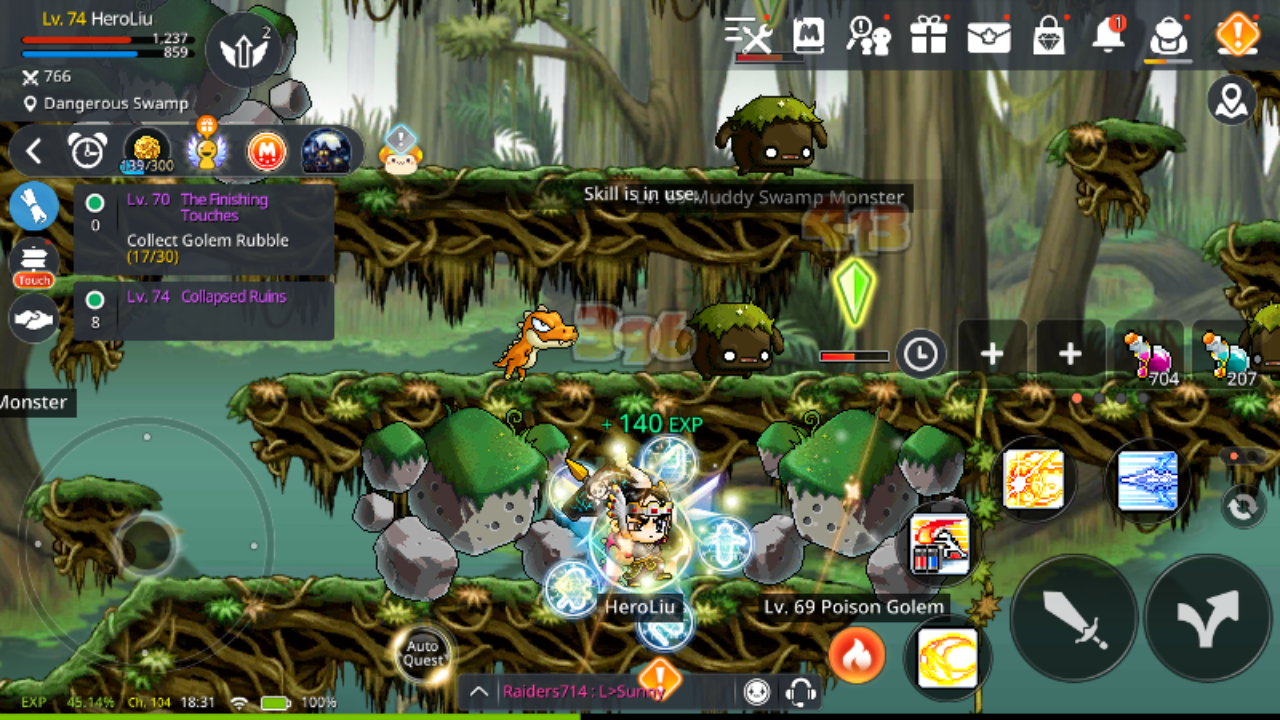 Lv. 74 HeroLiu
2
1,237
859
766
Dangerous Swamp
1
139/300
Lv. 70 The Finishing
Touches
0
Collect Golem Rubble
(17/30)
Touch
Lv. 74 Collapsed Ruins
8
Skill is in use.
Muddy Swamp Monster
413
396
704
207
Monster
+ 140 EXP
HeroLiu
Lv. 69 Poison Golem
Auto
Quest
Raiders714 : L>Sunny
EXP 45.14% Ch. 104 18:31 100%